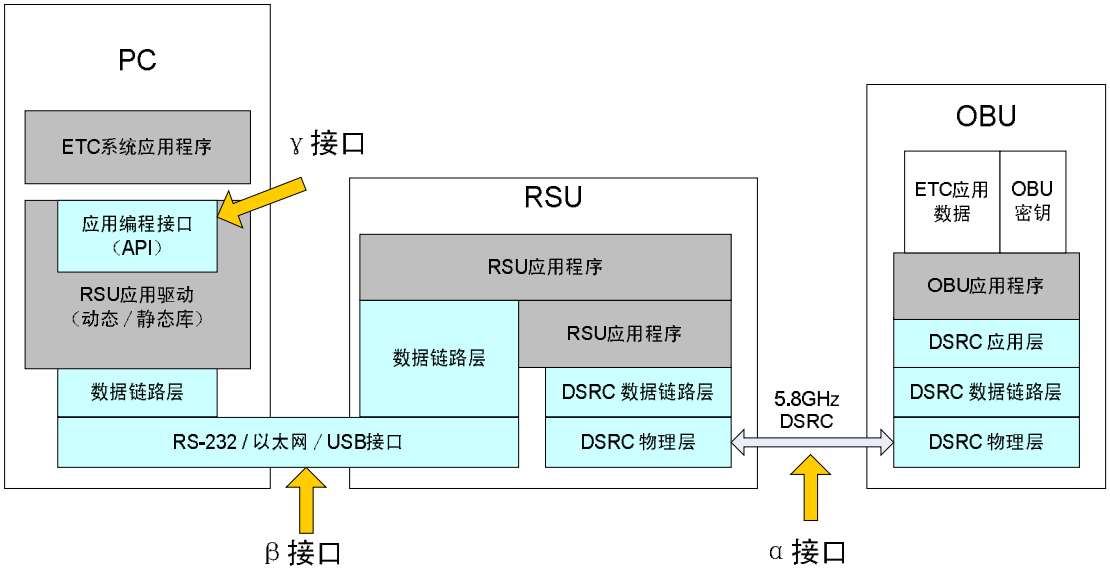 PC
ETC系统应用程序
γ 接口
应用编程接口
（API）
RSU应用驱动
（动态 / 静态库）
数据链路层
RS-232 / 以太网 / USB接口
β 接口
RSU
RSU应用程序
数据链路层
RSU应用程序
DSRC 数据链路层
DSRC 物理层
5.8GHz
DSRC
α 接口
OBU
ETC应用
数据
OBU
密钥
OBU应用程序
DSRC 应用层
DSRC 数据链路层
DSRC 物理层